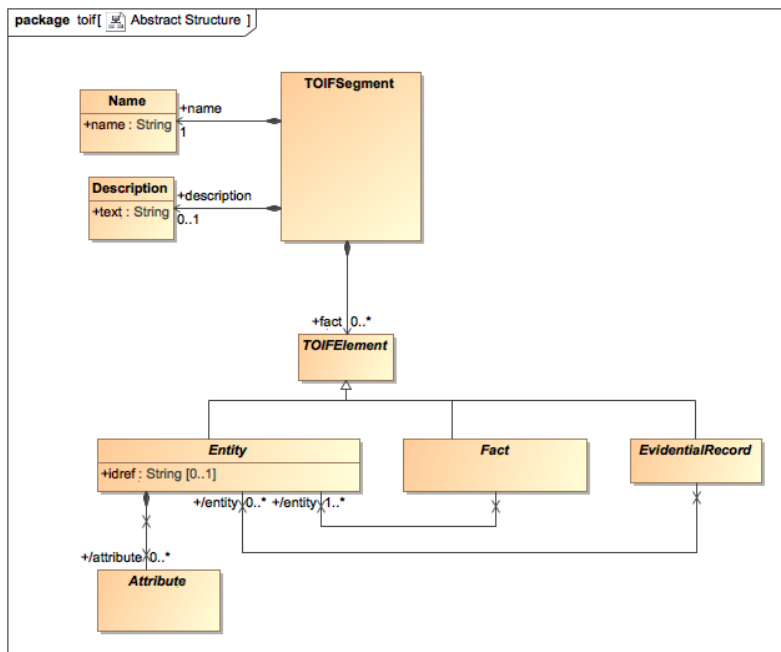 package toif[ Abstract Structure ]
TOIFSegment
Name
+name : String
+name
1
Description
+text : String
+description
0..1
+fact 0..*
TOIFElement
Entity
+idref : String [0..1]
Fact
EvidentialRecord
+/entity 0..* +/entity 1..*
+/attribute 0..*
Attribute